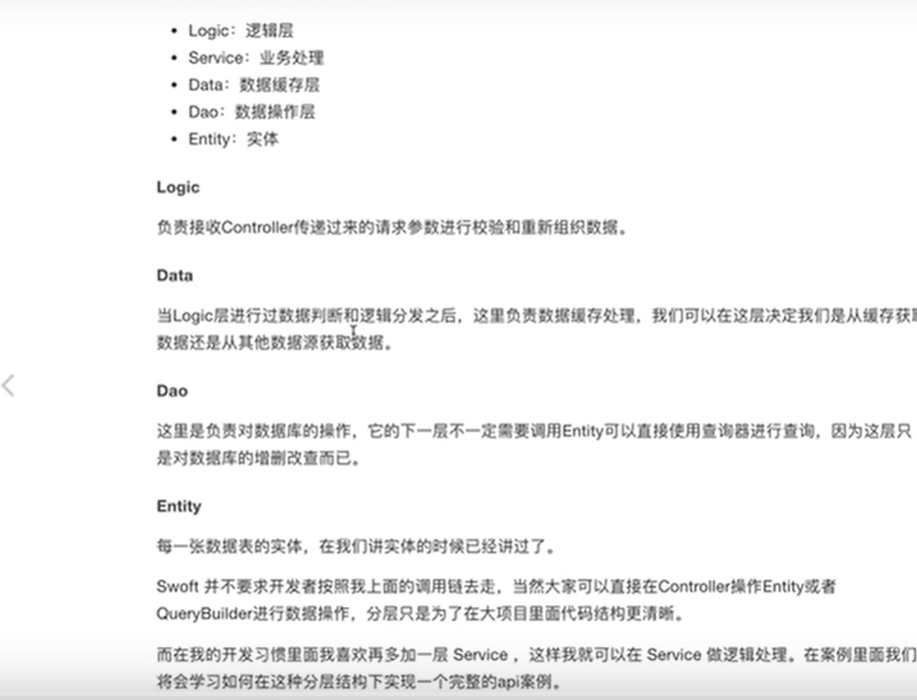 • Logic：逻辑层
• Service：业务处理
• Data：数据缓存层
• Dao：数据操作层
• Entity：实体
Logic
负责接收Controller传递过来的请求参数进行校验和重新组织数据。
Data
当Logic层进行过数据判断和逻辑分发之后，这里负责数据缓存处理，我们可以在这层决定我们是从缓存获取
数据还是从其他数据源获取数据。
Dao
这里是负责对数据库的操作，它的下一层不一定需要调用Entity可以直接使用查询器进行查询，因为这层只
是对数据库的增删改查而已。
Entity
每一张数据表的实体，在我们讲实体的时候已经讲过了。
Swoft 并不要求开发者按照我上面的调用链去走，当然大家可以直接在Controller操作Entity或者
QueryBuilder进行数据操作，分层只是为了在大项目里面代码结构更清晰。
而在我的开发习惯里面我喜欢再多加一层 Service ，这样我就可以在 Service 做逻辑处理。在案例里面我们
将会学习如何在这种分层结构下实现一个完整的api案例。